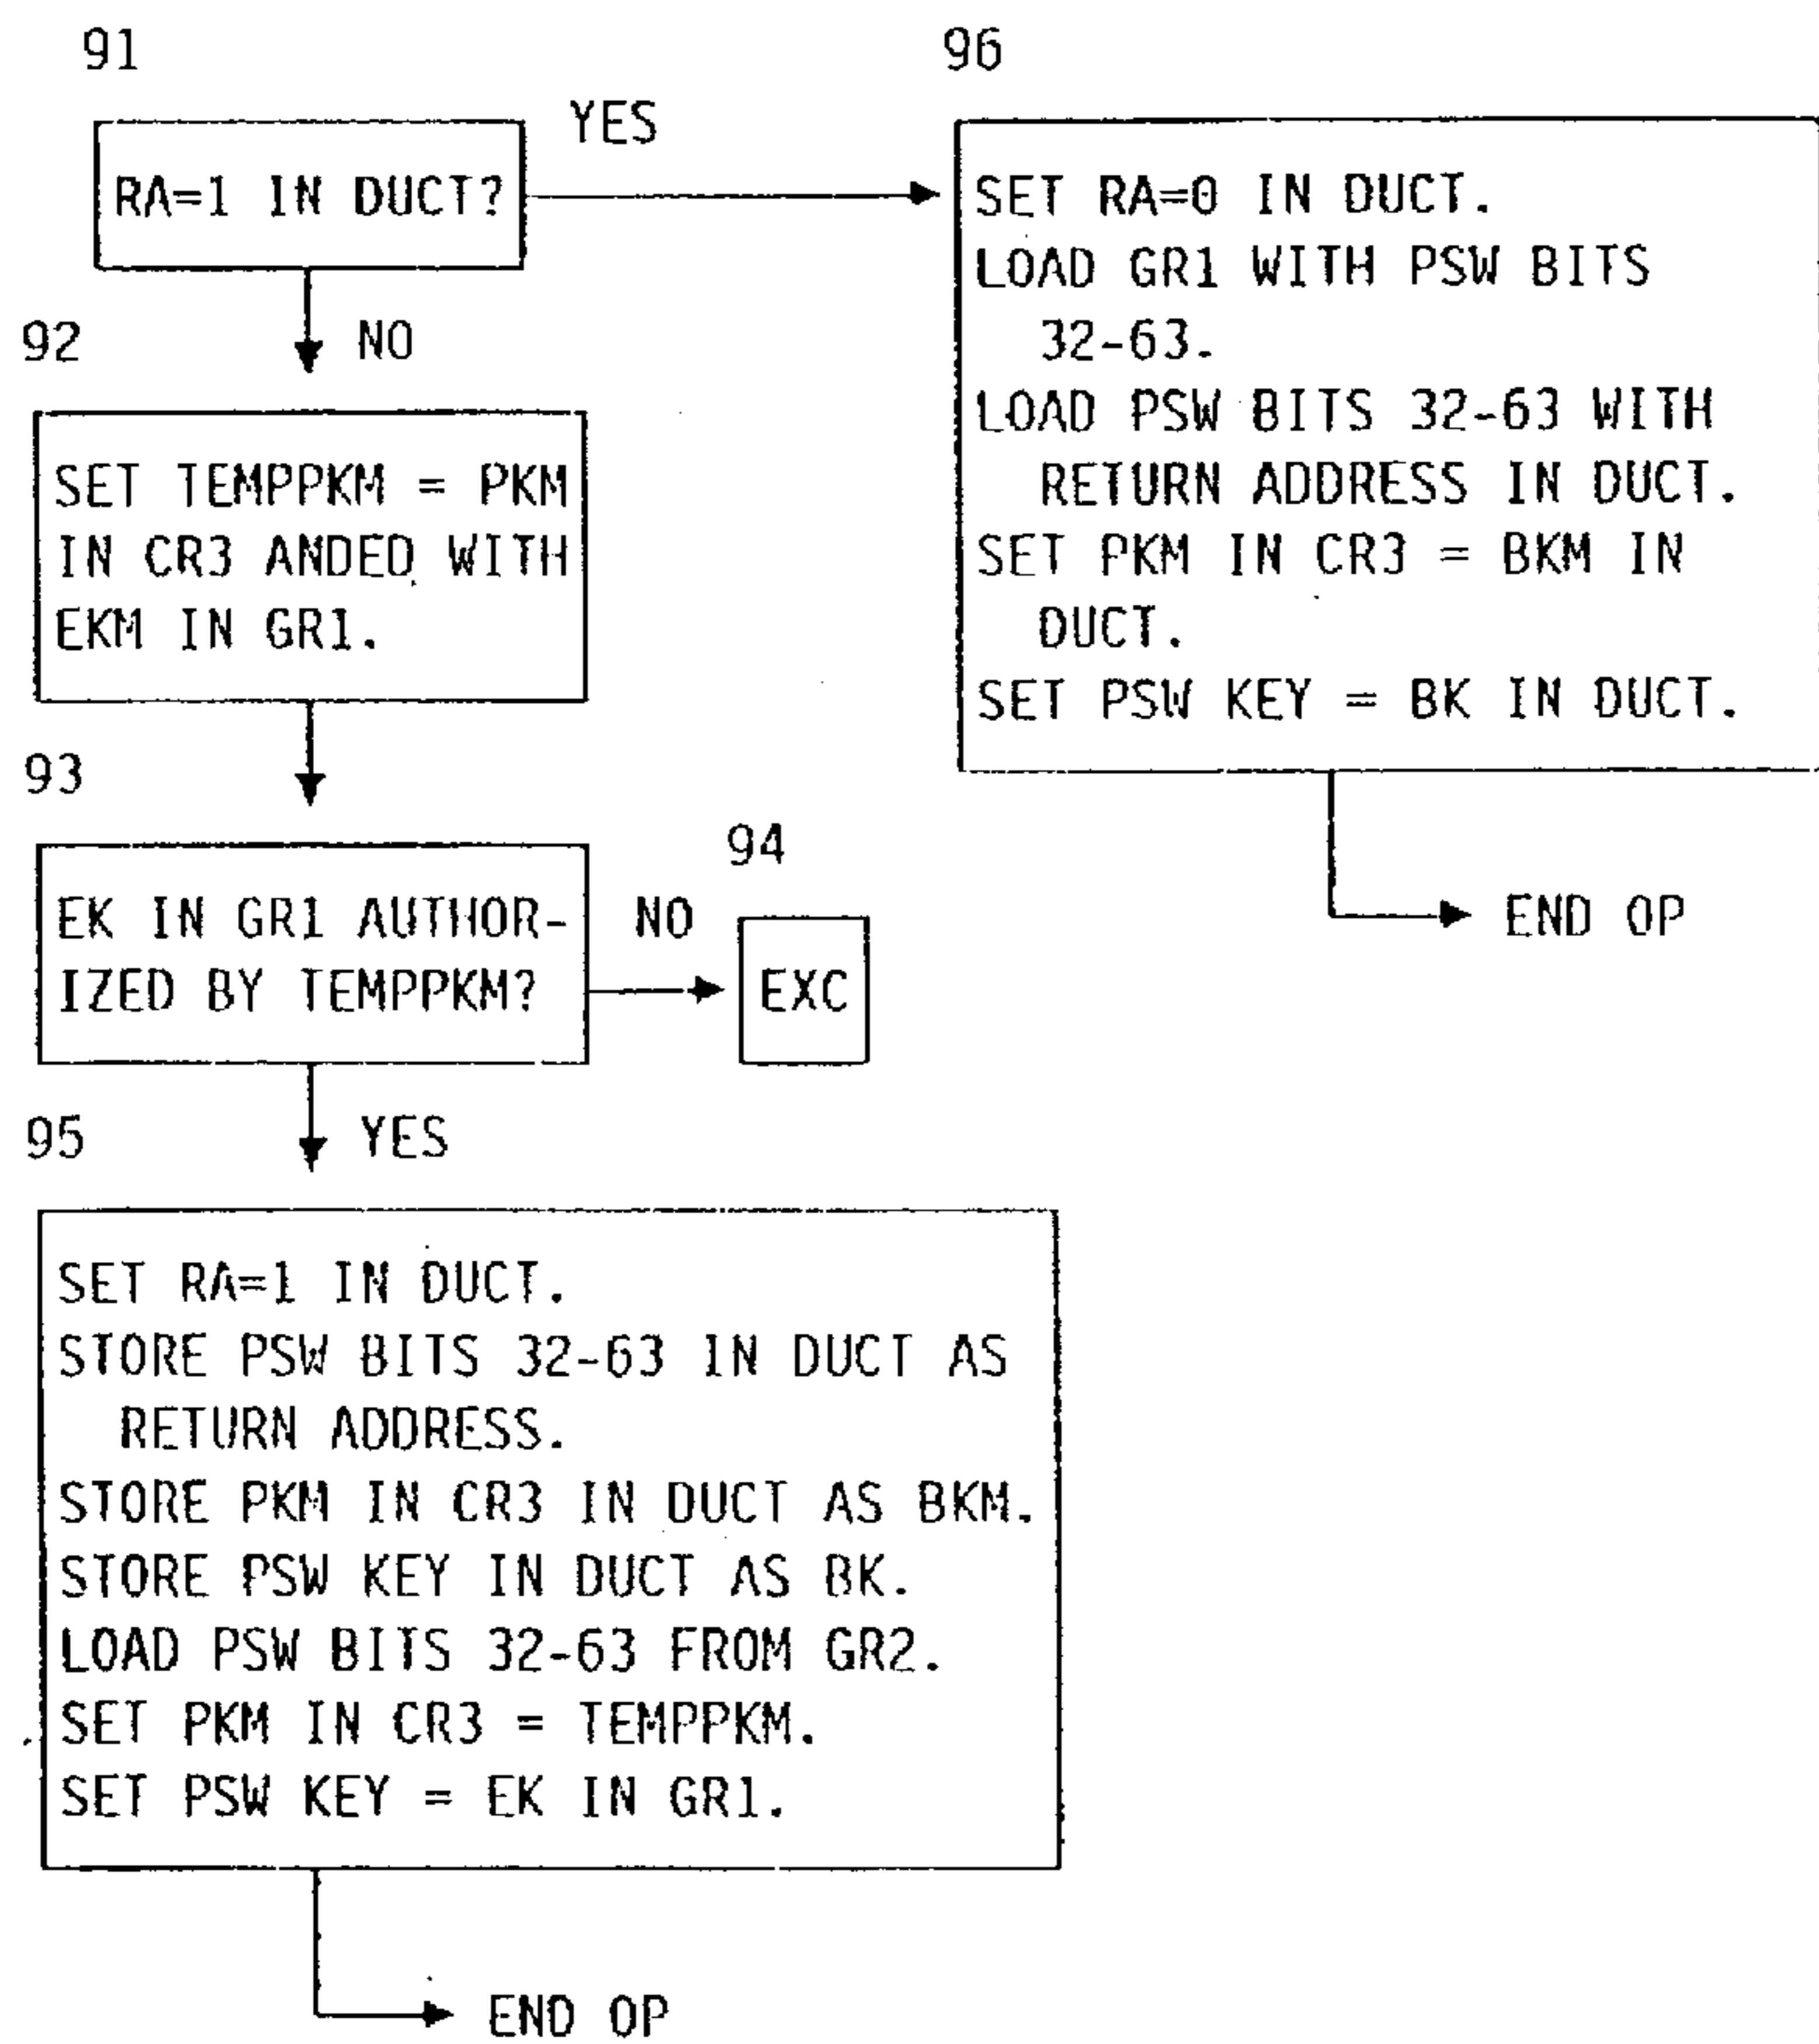 91
RA=1 IN DUCT?
YES
NO
92
SET TEMPPKM = PKM
IN CR3 ANDED WITH
EKM IN GR1.
93
EK IN GR1 AUTHOR-
IZED BY TEMPPKM?
NO
94
EXC
YES
95
SET RA=1 IN DUCT.
STORE PSW BITS 32-63 IN DUCT AS
RETURN ADDRESS.
STORE PKM IN CR3 IN DUCT AS BKM.
STORE PSW KEY IN DUCT AS BK.
LOAD PSW BITS 32-63 FROM GR2.
SET PKM IN CR3 = TEMPPKM.
SET PSW KEY = EK IN GR1.
END OP
96
SET RA=0 IN DUCT.
LOAD GR1 WITH PSW BITS
32-63.
LOAD PSW BITS 32-63 WITH
RETURN ADDRESS IN DUCT.
SET PKM IN CR3 = BKM IN
DUCT.
SET PSW KEY = BK IN DUCT.
END OP